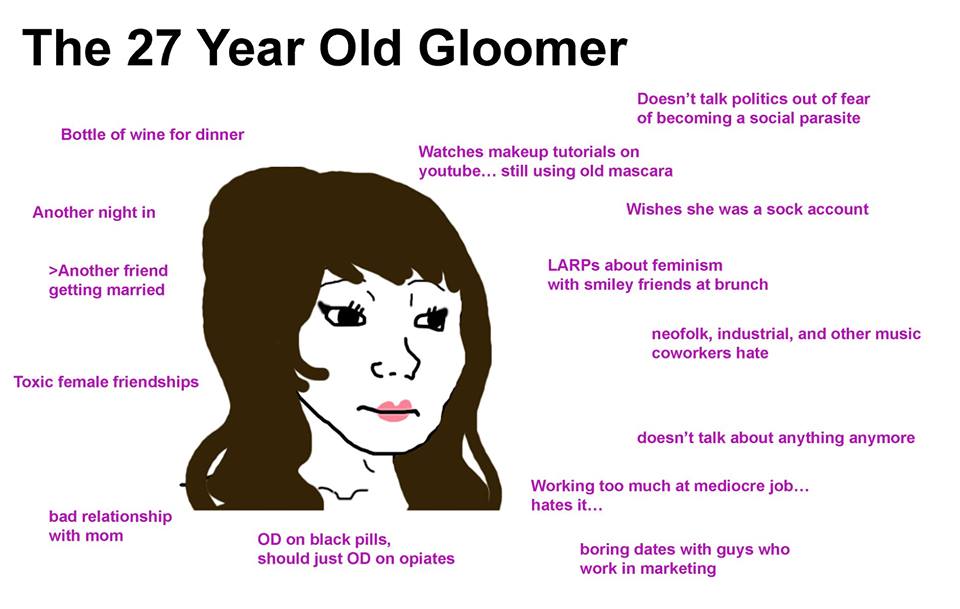 The 27 Year Old Gloomer
Doesn't talk politics out of fear
of becoming a social parasite
Bottle of wine for dinner
Watches makeup tutorials on
youtube... still using old mascara
Another night in
Wishes she was a sock account
>Another friend
getting married
LARPs about feminism
with smiley friends at brunch
neofolk, industrial, and other music
coworkers hate
Toxic female friendships
doesn't talk about anything anymore
Working too much at mediocre job...
hates it...
bad relationship
with mom
OD on black pills,
should just OD on opiates
boring dates with guys who
work in marketing